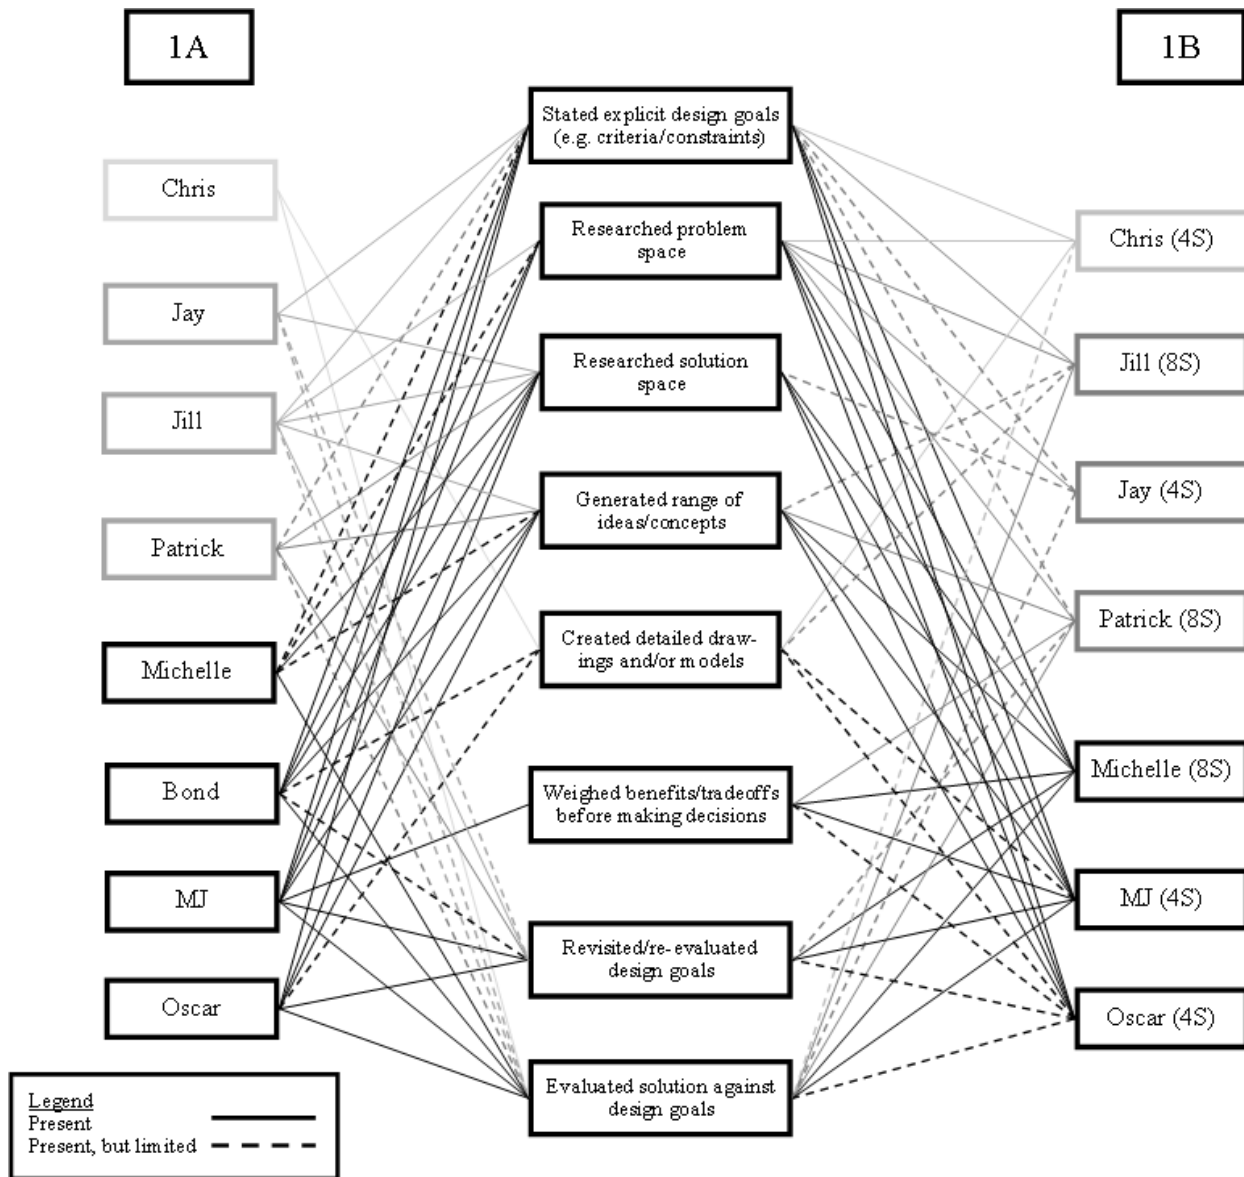 1A
1B
Stated explicit design goals
(e.g. criteria/constraints)
Researched problem
space
Researched solution
space
Generated range of
ideas/concepts
Created detailed draw-
ings and/or models
Weighed benefits/tradeoffs
before making decisions
Revisited/re-evaluated
design goals
Evaluated solution against
design goals
Chris
Jay
Jill
Patrick
Michelle
Bond
MJ
Oscar
Chris (4S)
Jill (8S)
Jay (4S)
Patrick (8S)
Michelle (8S)
MJ (4S)
Oscar (4S)
Legend
Present
Present, but limited